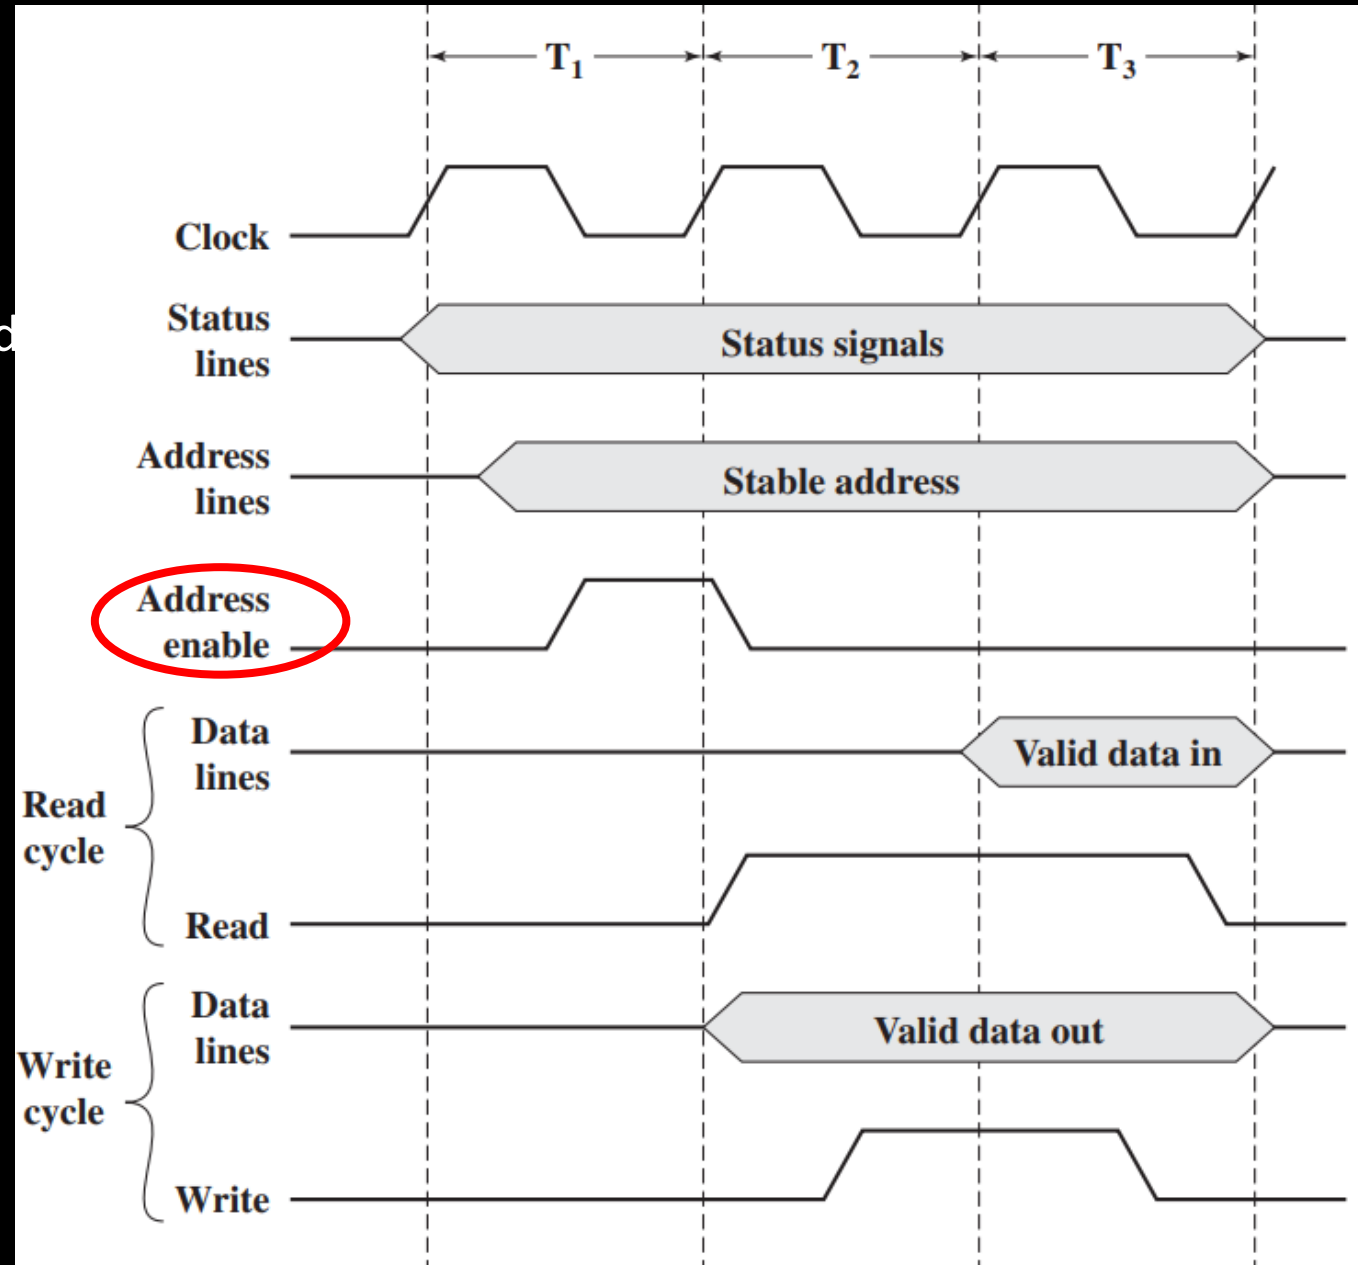 T1 T2 T3
Clock
d
Status
lines
Status signals
Address
lines
Stable address
Address
enable
Read
cycle
Data
lines
Valid data in
Read
Write
cycle
Data
lines
Valid data out
Write